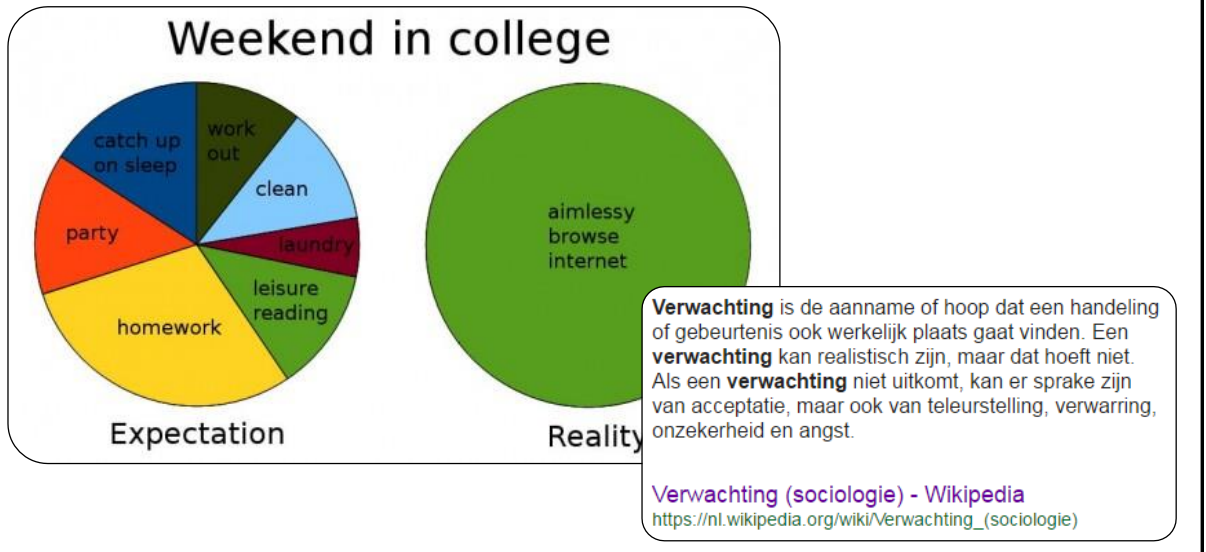 Weekend in college
catch up
on sleep
work
out
clean
laundry
leisure
reading
homework
party
Expectation
aimlessy
browse
internet
Reality
Verwachting is de aanname of hoop dat een handeling
of gebeurtenis ook werkelijk plaats gaat vinden. Een
verwachting kan realistisch zijn, maar dat hoeft niet.
Als een verwachting niet uitkomt, kan er sprake zijn
van acceptatie, maar ook van teleurstelling, verwarring,
onzekerheid en angst.
Verwachting (sociologie) - Wikipedia
https://nl.wikipedia.org/wiki/Verwachting_(sociologie)